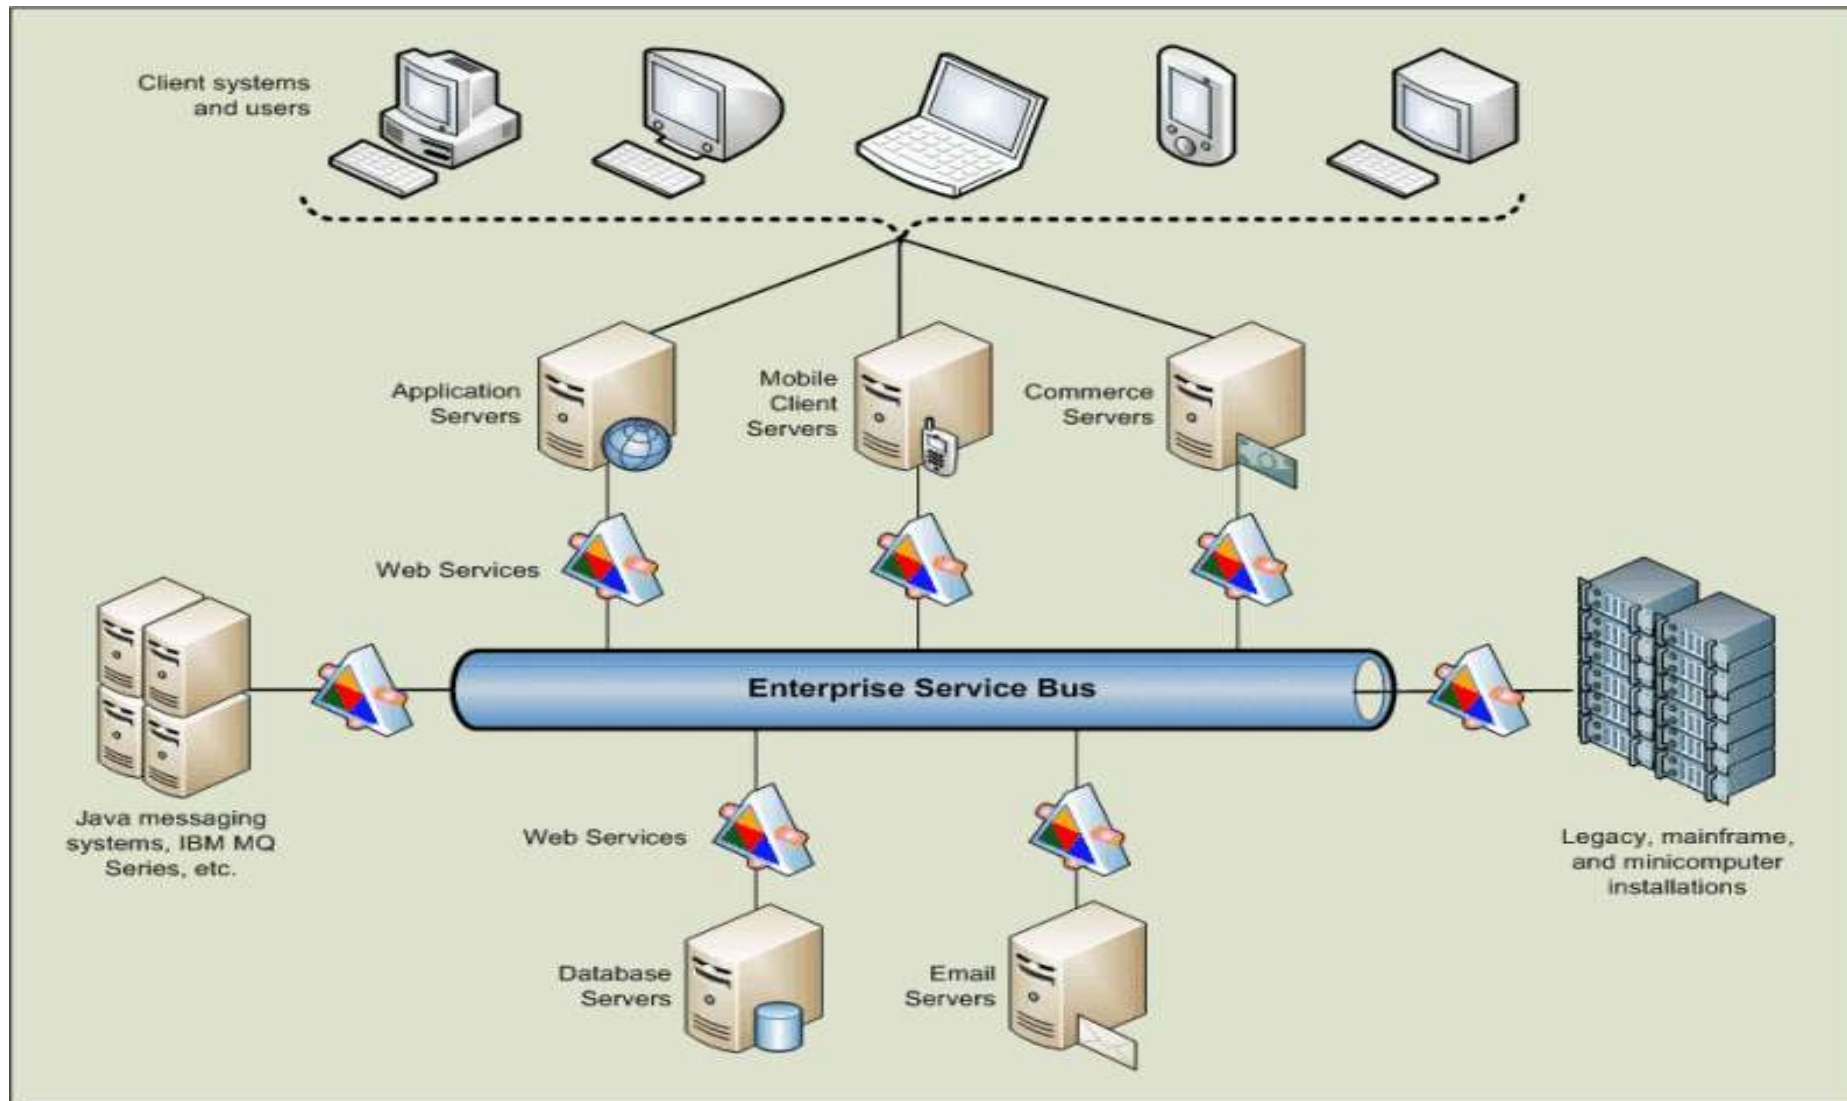 Client systems
and users
Application
Servers
Mobile
Client
Servers
Commerce
Servers
Web Services
Enterprise Service Bus
Java messaging
systems, IBM MQ
Series, etc.
Web Services
Legacy, mainframe,
and minicomputer
installations
Database
Servers
Email
Servers